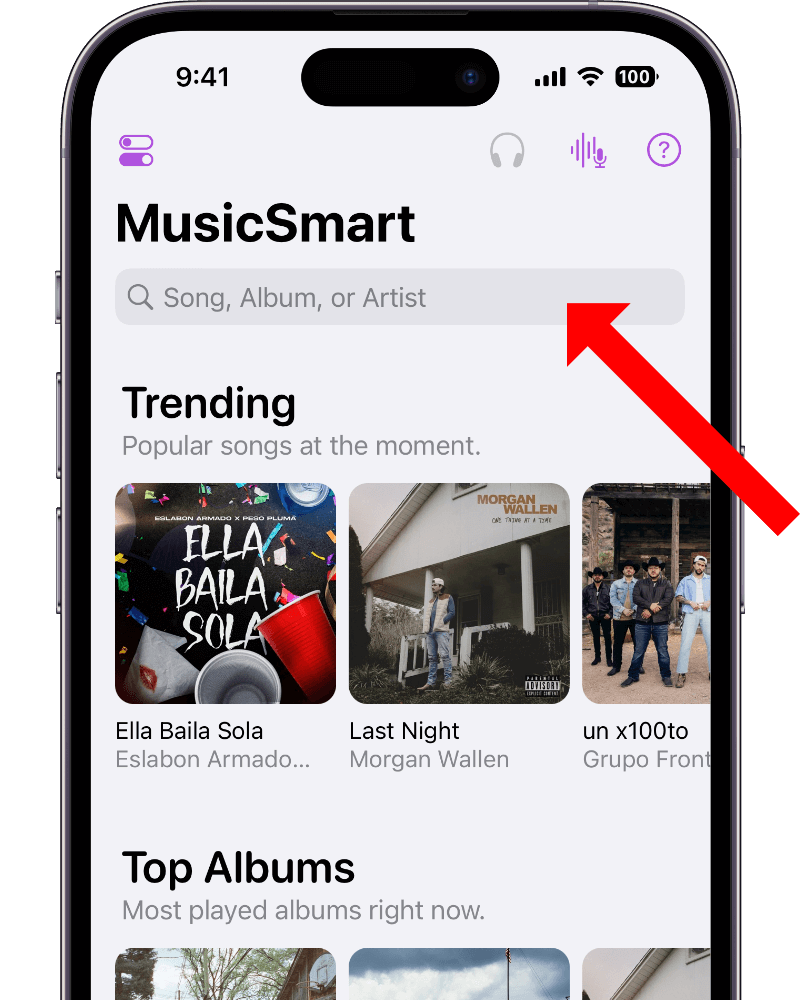 9:41
100
?
MusicSmart
Song, Album, or Artist
Trending
Popular songs at the moment.
ESLABON ARMADO X PESO PLUMA
ELLA
BAILA
SOLA
MORGAN
WALLEN
ONE THING AT A TIME
PARENTAL
ADVISORY
EXPLICIT CONTENT
Ella Baila Sola
Eslabon Armado...
Last Night
Morgan Wallen
un x100to
Grupo Front
Top Albums
Most played albums right now.